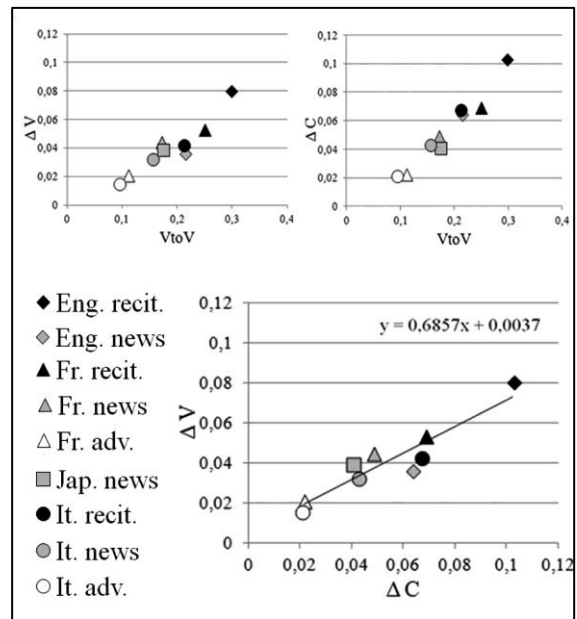 0,12 0,12
0,1 0,1
0,08 0,08
0,06 0,06
0,04 0,04
0,02 0,02
0 0
Δ V Δ C
0 0,1 0,2 0,3 0,4 0 0,1 0,2 0,3 0,4
VtoV VtoV
Eng. recit.
Eng. news
Fr. recit.
Fr. news
Fr. adv.
Jap. news
It. recit.
It. news
It. adv.
0,12
0,1
0,08
0,06
0,04
0,02
0
Δ V
y = 0,6857x + 0,0037
0 0,02 0,04 0,06 0,08 0,1 0,12
Δ C